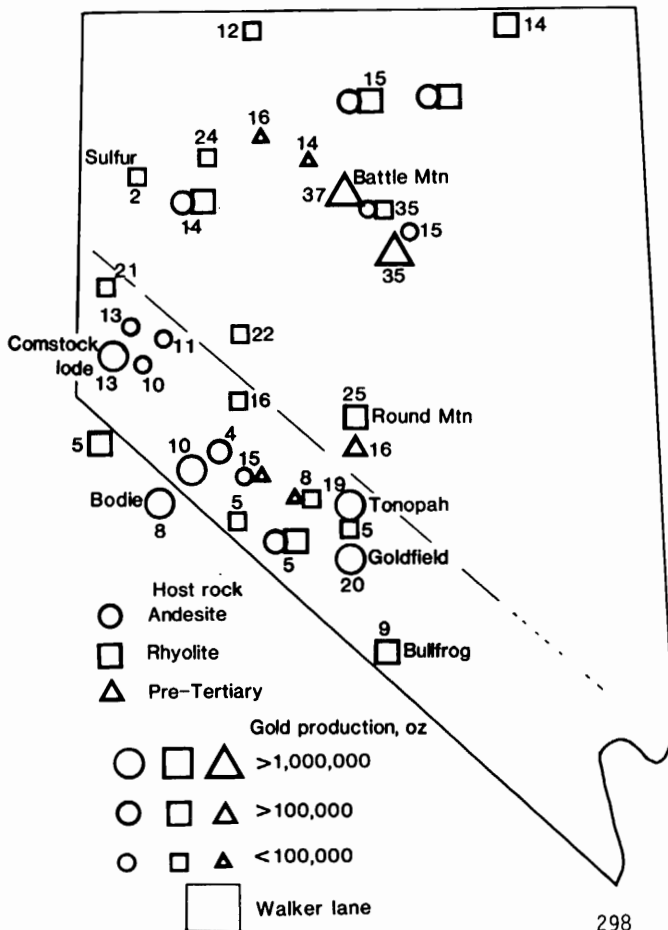 12
14
15
16
14
24
Sulfur
2
Battle Mtn
37
35
14
15
35
21
13
11
Comstock
lode
13
10
22
16
25
Round Mtn
16
5
4
10
15
8
19
Tonopah
Bodie
8
5
5
5
Goldfield
20
9
Bullfrog
Host rock
Andesite
Rhyolite
Pre-Tertiary
Gold production, oz
>1,000,000
>100,000
<100,000
Walker lane
298